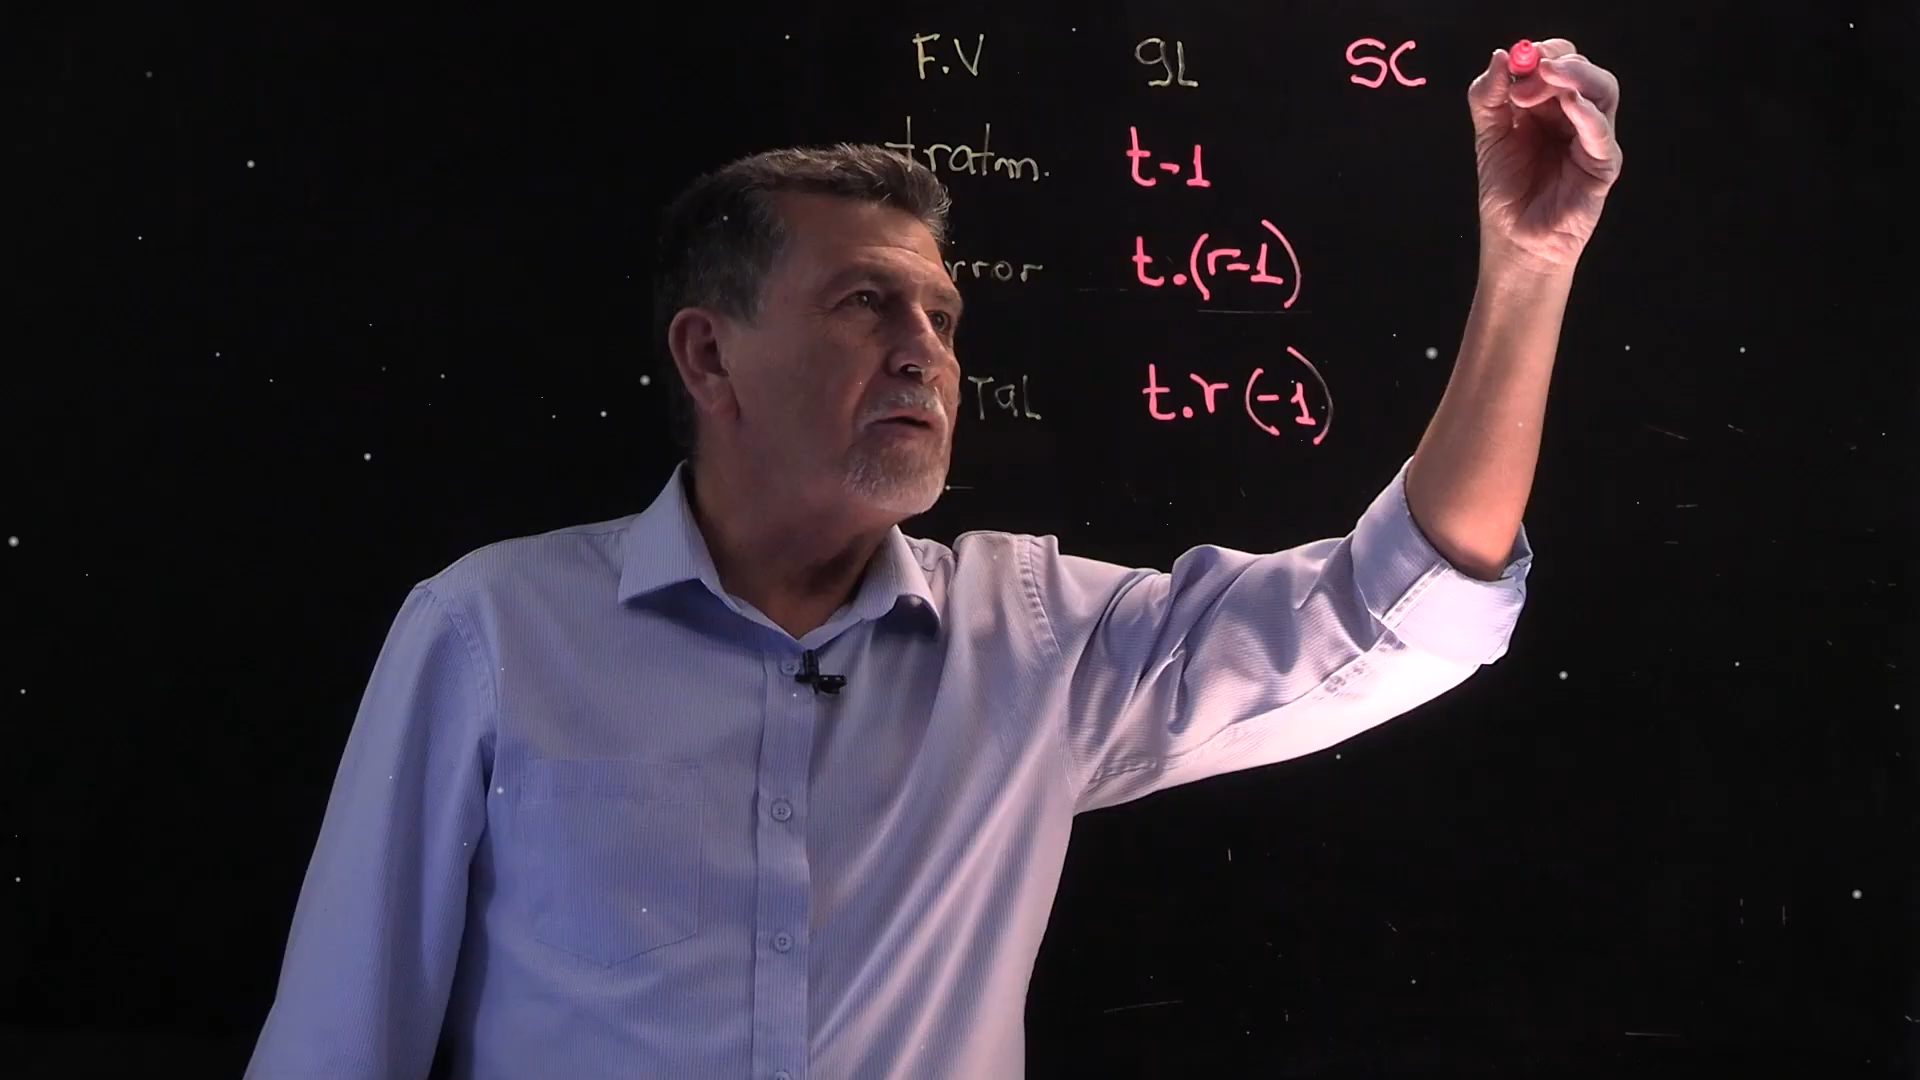 F.V gL SC
tratm. t-1
rror t.(r-1)
Tal t.r(-1)